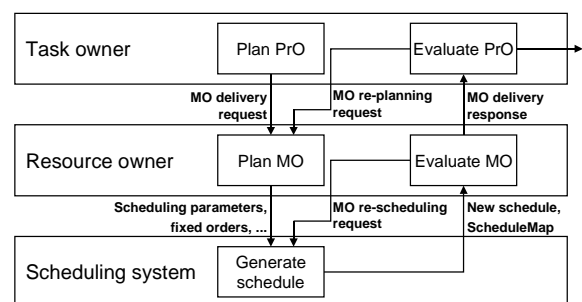 Task owner
Plan PrO
Evaluate PrO
MO delivery
request
MO re-planning
request
MO delivery
response
Resource owner
Plan MO
Evaluate MO
Scheduling parameters,
fixed orders, ...
MO re-scheduling
request
New schedule,
ScheduleMap
Scheduling system
Generate
schedule